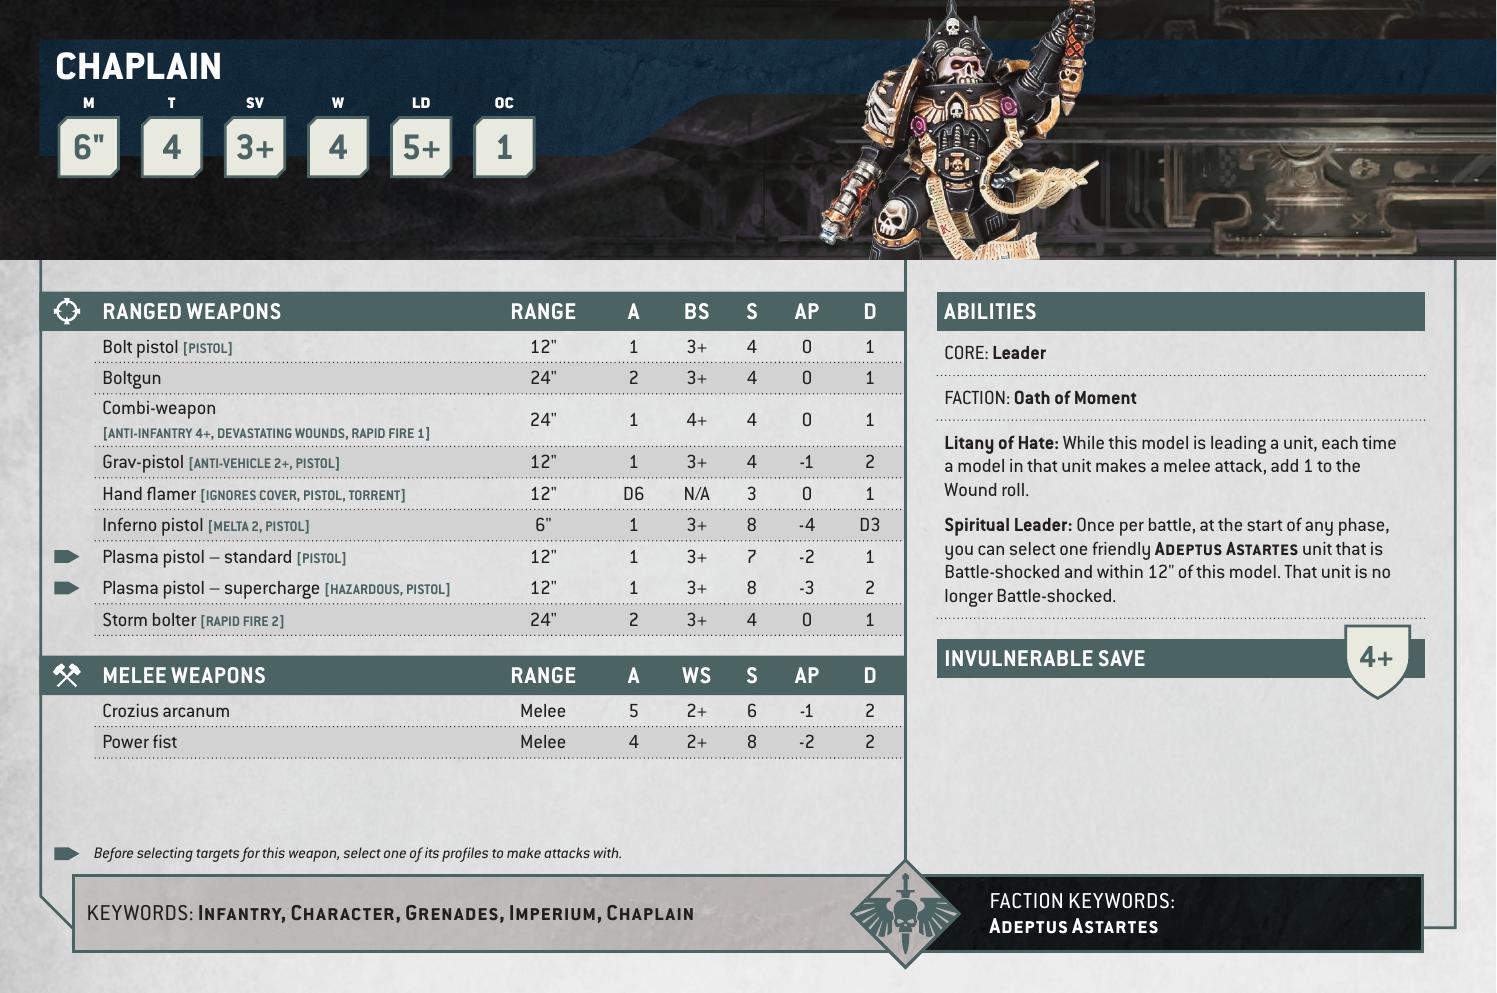 CHAPLAIN
M T SV W LD OC
6" 4 3+ 4 5+ 1
RANGED WEAPONS RANGE A BS S AP D
Bolt pistol [PISTOL] 12" 1 3+ 4 0 1
Boltgun 24" 2 3+ 4 0 1
Combi-weapon
[ANTI-INFANTRY 4+, DEVASTATING WOUNDS, RAPID FIRE 1] 24" 1 4+ 4 0 1
Grav-pistol [ANTI-VEHICLE 2+, PISTOL] 12" 1 3+ 4 -1 2
Hand flamer [IGNORES COVER, PISTOL, TORRENT] 12" D6 N/A 3 0 1
Inferno pistol [MELTA 2, PISTOL] 6" 1 3+ 8 -4 D3
Plasma pistol – standard [PISTOL] 12" 1 3+ 7 -2 1
Plasma pistol – supercharge [HAZARDOUS, PISTOL] 12" 1 3+ 8 -3 2
Storm bolter [RAPID FIRE 2] 24" 2 3+ 4 0 1
MELEE WEAPONS RANGE A WS S AP D
Crozius arcanum Melee 5 2+ 6 -1 2
Power fist Melee 4 2+ 8 -2 2
Before selecting targets for this weapon, select one of its profiles to make attacks with.
ABILITIES
CORE: Leader
FACTION: Oath of Moment
Litany of Hate: While this model is leading a unit, each time
a model in that unit makes a melee attack, add 1 to the
Wound roll.
Spiritual Leader: Once per battle, at the start of any phase,
you can select one friendly ADEPTUS ASTARTES unit that is
Battle-shocked and within 12" of this model. That unit is no
longer Battle-shocked.
INVULNERABLE SAVE 4+
KEYWORDS: INFANTRY, CHARACTER, GRENADES, IMPERIUM, CHAPLAIN
FACTION KEYWORDS:
ADEPTUS ASTARTES